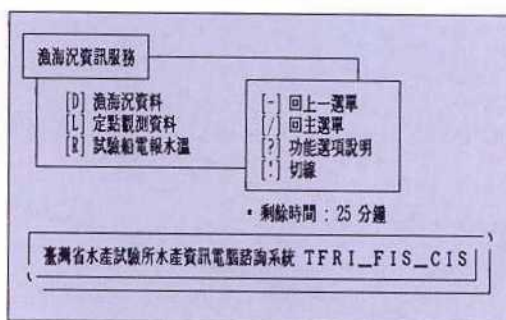 漁海況資訊服務
[D] 漁海況資料
[L] 定點觀測資料
[R] 試驗船電報水溫
[-] 回上一選單
[/] 回主選單
[?] 功能選項說明
[!] 切線
* 剩餘時間 : 25 分鐘
臺灣省水產試驗所水產資訊電腦諮詢系統 TFRI_FIS_CIS